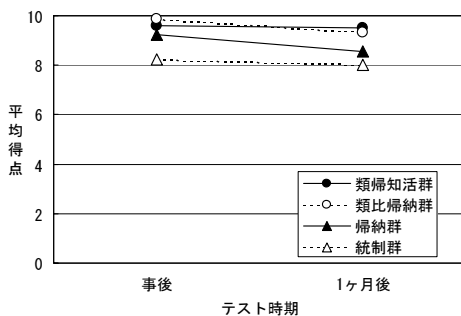 10
8
6
4
2
0
平均得点
事後
1ヶ月後
テスト時期
類帰知活群
類比帰納群
帰納群
統制群